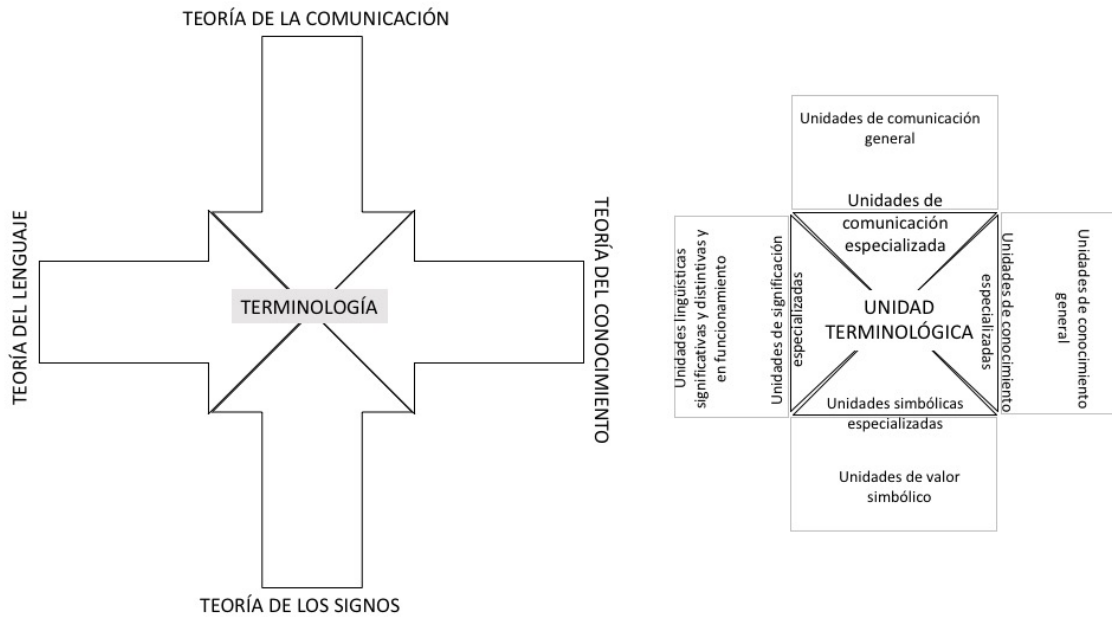 TEORÍA DE LA COMUNICACIÓN
TEORÍA DEL LENGUAJE
TERMINOLOGÍA
TEORÍA DEL CONOCIMIENTO
TEORÍA DE LOS SIGNOS
Unidades de comunicación
general
Unidades de
comunicación
especializada
Unidades lingüísticas
significativas y distintivas y
en funcionamiento
Unidades de significación
especializadas
UNIDAD
TERMINOLÓGICA
Unidades de conocimiento
especializadas
Unidades de conocimiento
general
Unidades simbólicas
especializadas
Unidades de valor
simbólico